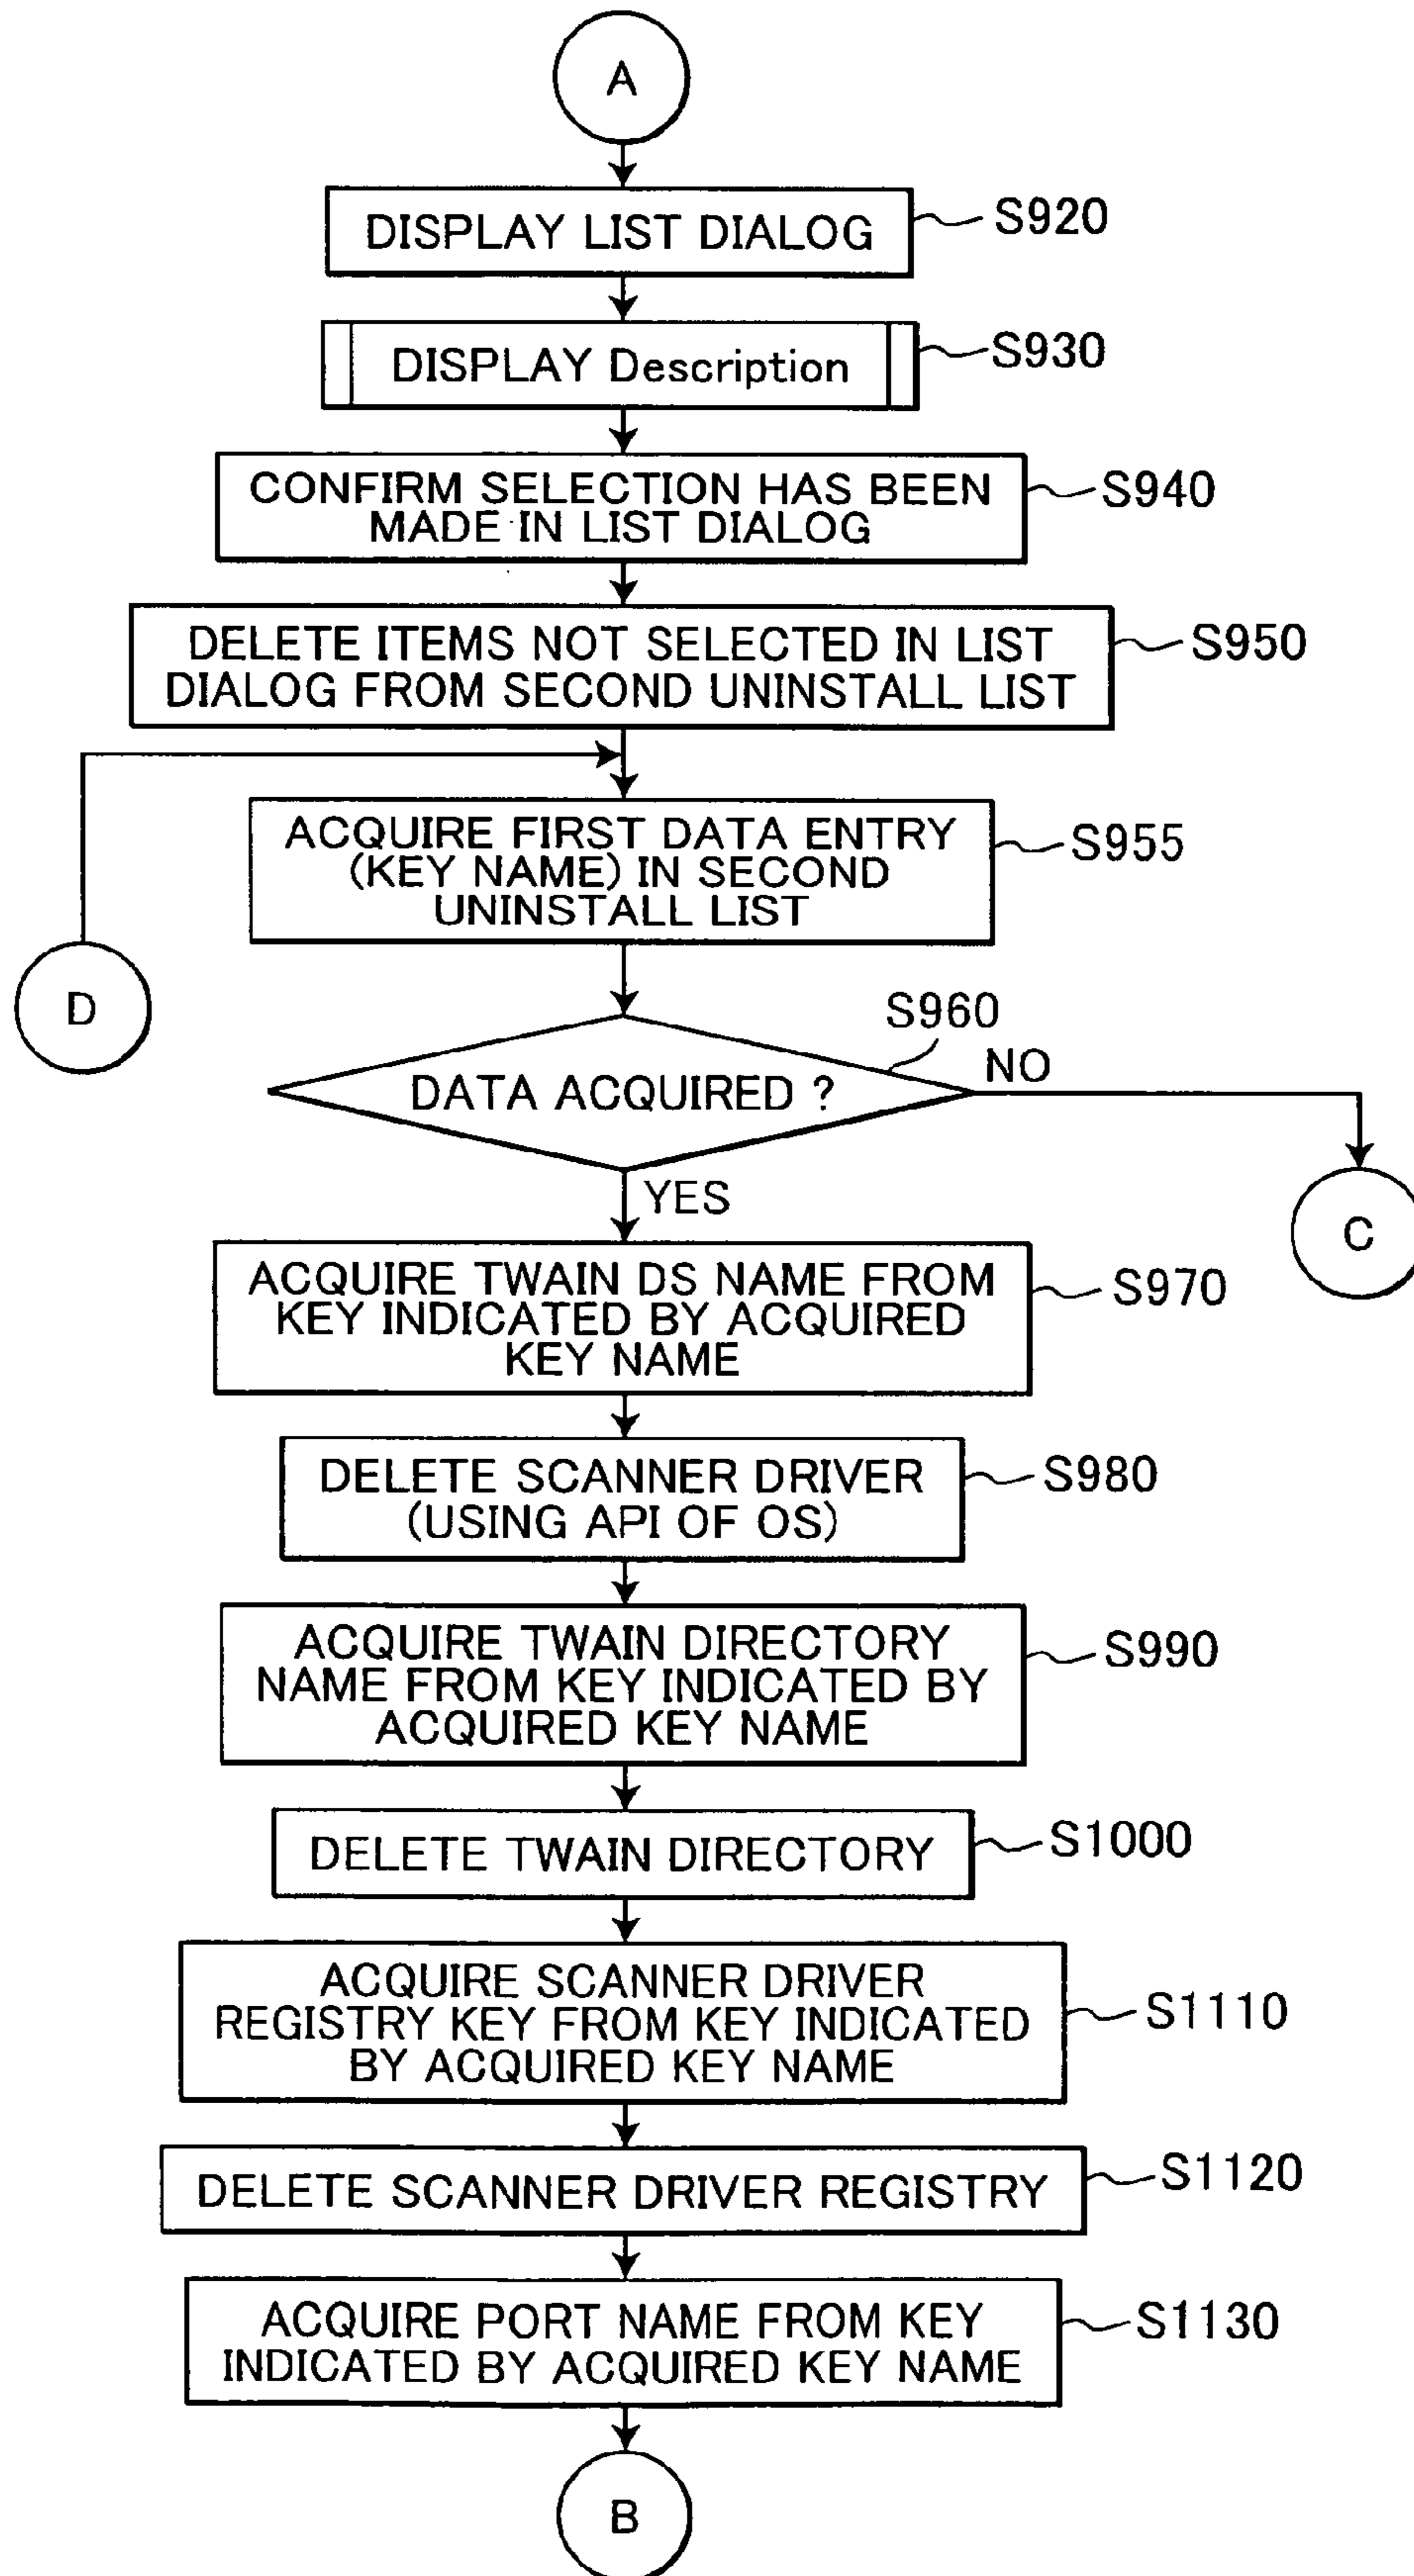 A
DISPLAY LIST DIALOG
S920
DISPLAY Description
S930
CONFIRM SELECTION HAS BEEN
MADE IN LIST DIALOG
S940
DELETE ITEMS NOT SELECTED IN LIST
DIALOG FROM SECOND UNINSTALL LIST
S950
ACQUIRE FIRST DATA ENTRY
(KEY NAME) IN SECOND
UNINSTALL LIST
S955
D
S960
DATA ACQUIRED ?
NO
YES
C
ACQUIRE TWAIN DS NAME FROM
KEY INDICATED BY ACQUIRED
KEY NAME
S970
DELETE SCANNER DRIVER
(USING API OF OS)
S980
ACQUIRE TWAIN DIRECTORY
NAME FROM KEY INDICATED BY
ACQUIRED KEY NAME
S990
DELETE TWAIN DIRECTORY
S1000
ACQUIRE SCANNER DRIVER
REGISTRY KEY FROM KEY INDICATED
BY ACQUIRED KEY NAME
S1110
DELETE SCANNER DRIVER REGISTRY
S1120
ACQUIRE PORT NAME FROM KEY
INDICATED BY ACQUIRED KEY NAME
S1130
B